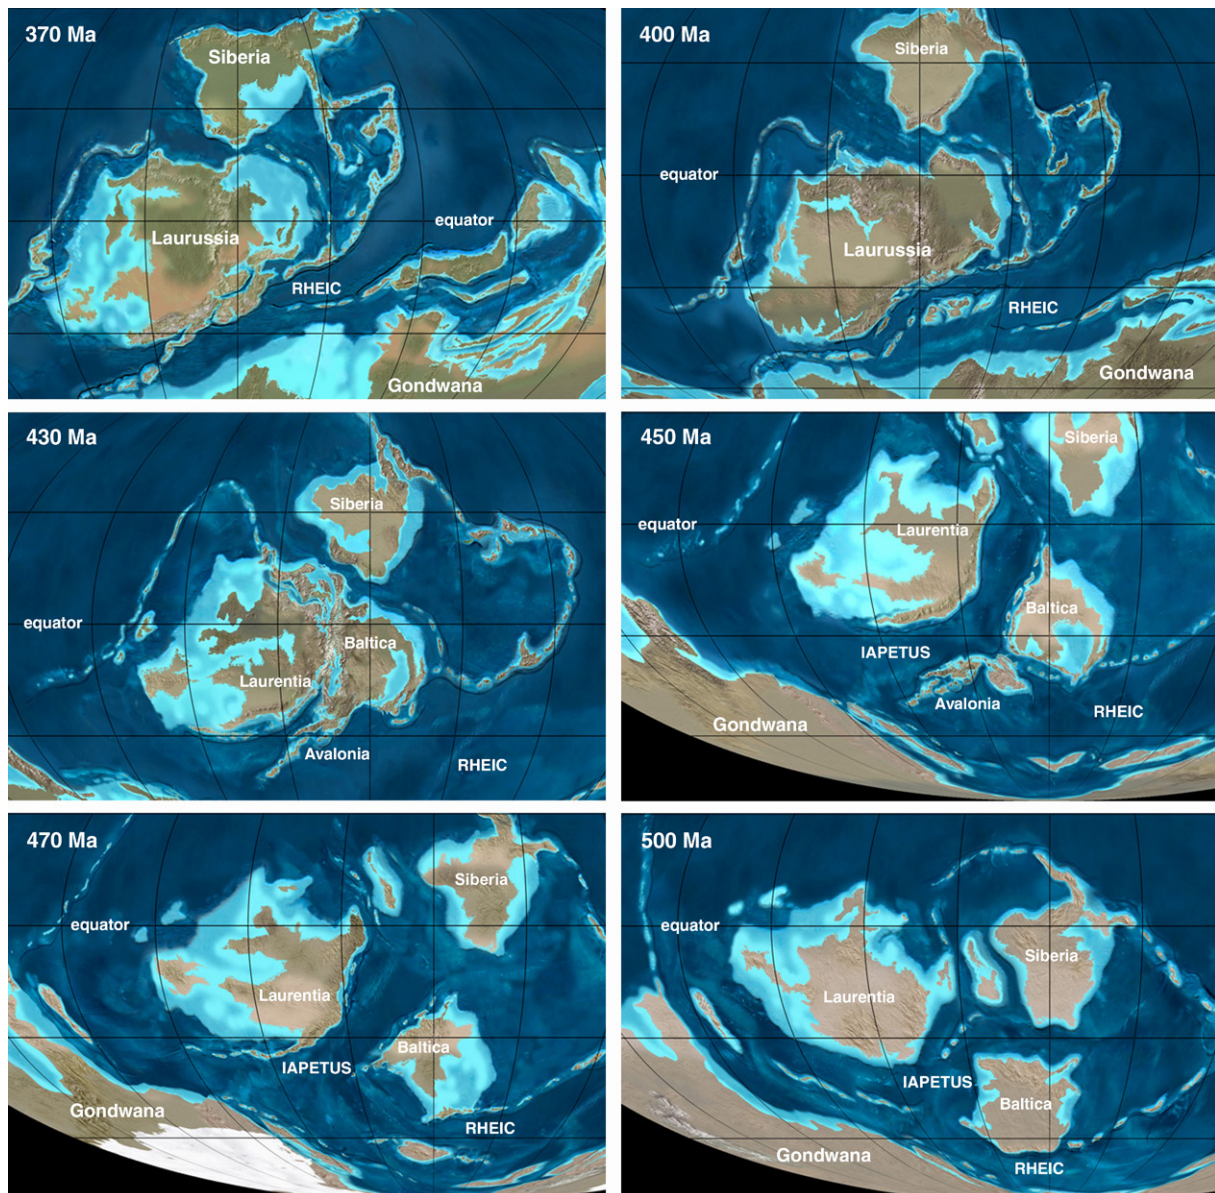 370 Ma
Siberia
equator
Laurussia
RHEIC
Gondwana
400 Ma
Siberia
equator
Laurussia
RHEIC
Gondwana
430 Ma
Siberia
equator
Baltica
Laurentia
Avalonia
RHEIC
450 Ma
Siberia
equator
Laurentia
Baltica
IAPETUS
Avalonia
RHEIC
Gondwana
470 Ma
Siberia
equator
Laurentia
Baltica
IAPETUS
Gondwana
RHEIC
500 Ma
equator
Siberia
Laurentia
IAPETUS
Baltica
Gondwana
RHEIC